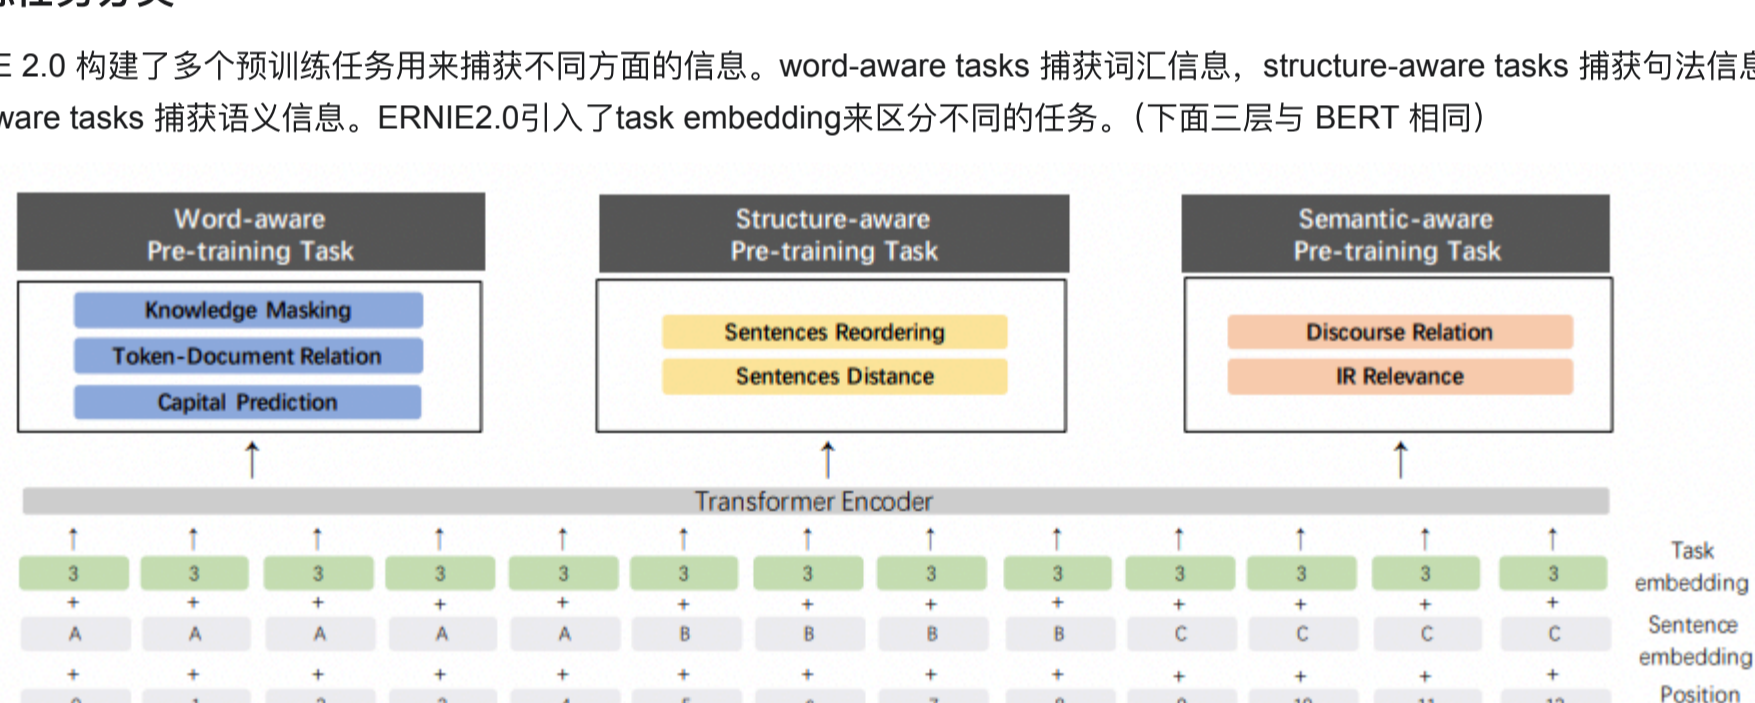 E 2.0 构建了多个预训练任务用来捕获不同方面的信息。word-aware tasks 捕获词汇信息，structure-aware tasks 捕获句法信息
ware tasks 捕获语义信息。ERNIE2.0引入了task embedding来区分不同的任务。（下面三层与 BERT 相同）
Word-aware
Pre-training Task
Structure-aware
Pre-training Task
Semantic-aware
Pre-training Task
Knowledge Masking
Token-Document Relation
Capital Prediction
Sentences Reordering
Sentences Distance
Discourse Relation
IR Relevance
Transformer Encoder
3 3 3 3 3 3 3 3 3 3 3 3 3
Task
embedding
+ + + + + + + + + + + + +
A A A A A B B B B C C C C
Sentence
embedding
+ + + + + + + + + + + + +
Position